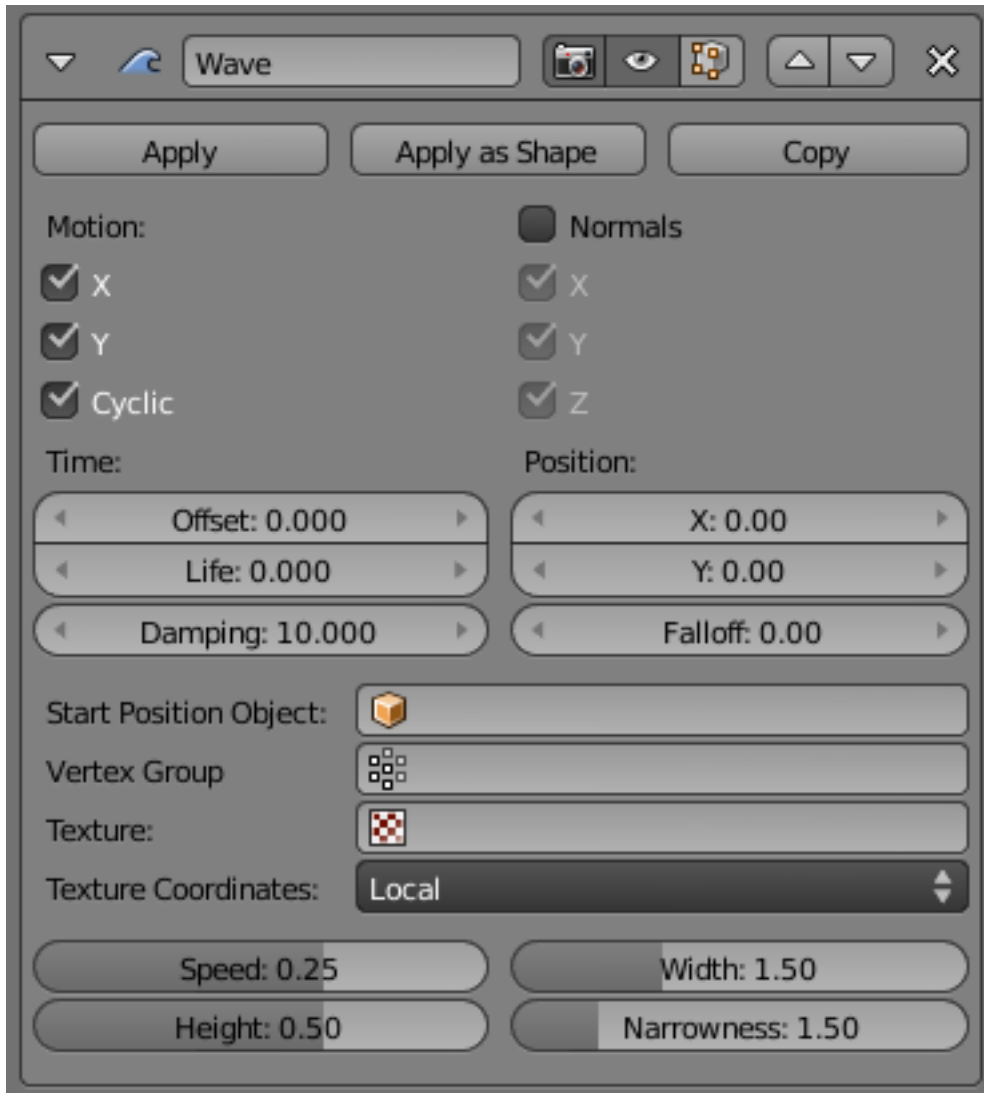 Wave
Apply Apply as Shape Copy
Motion: Normals
X X
Y Y
Cyclic Z
Time: Position:
Offset: 0.000 X: 0.00
Life: 0.000 Y: 0.00
Damping: 10.000 Falloff: 0.00
Start Position Object:
Vertex Group
Texture:
Texture Coordinates: Local
Speed: 0.25 Width: 1.50
Height: 0.50 Narrowness: 1.50